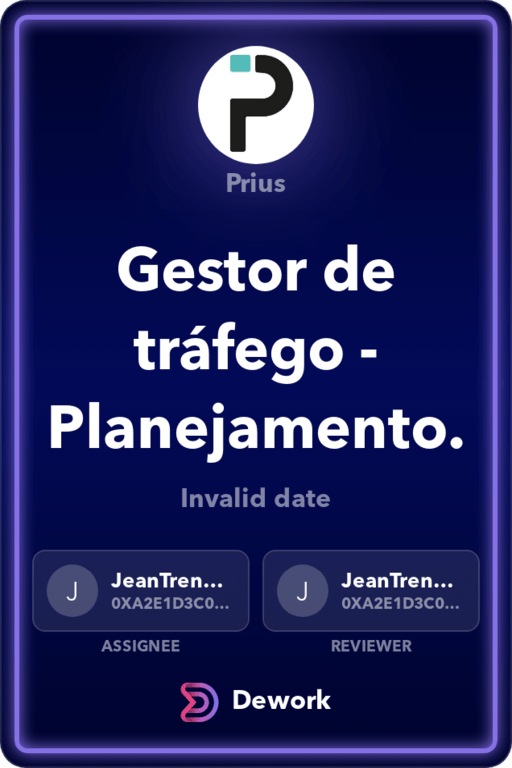 Prius
Gestor de
tráfego -
Planejamento.
Invalid date
J JeanTren... J JeanTren...
0XA2E1D3C0... 0XA2E1D3C0...
ASSIGNEE REVIEWER
Dework